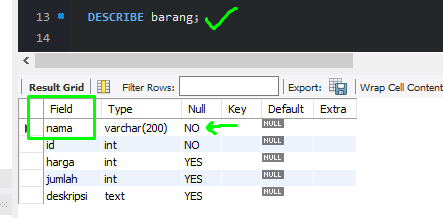 13 DESCRIBE barang;
14
Result Grid Filter Rows: Export: Wrap Cell Content
Field Type Null Key Default Extra
nama varchar(200) NO NULL
id int NO NULL
harga int YES NULL
jumlah int YES NULL
deskripsi text YES NULL